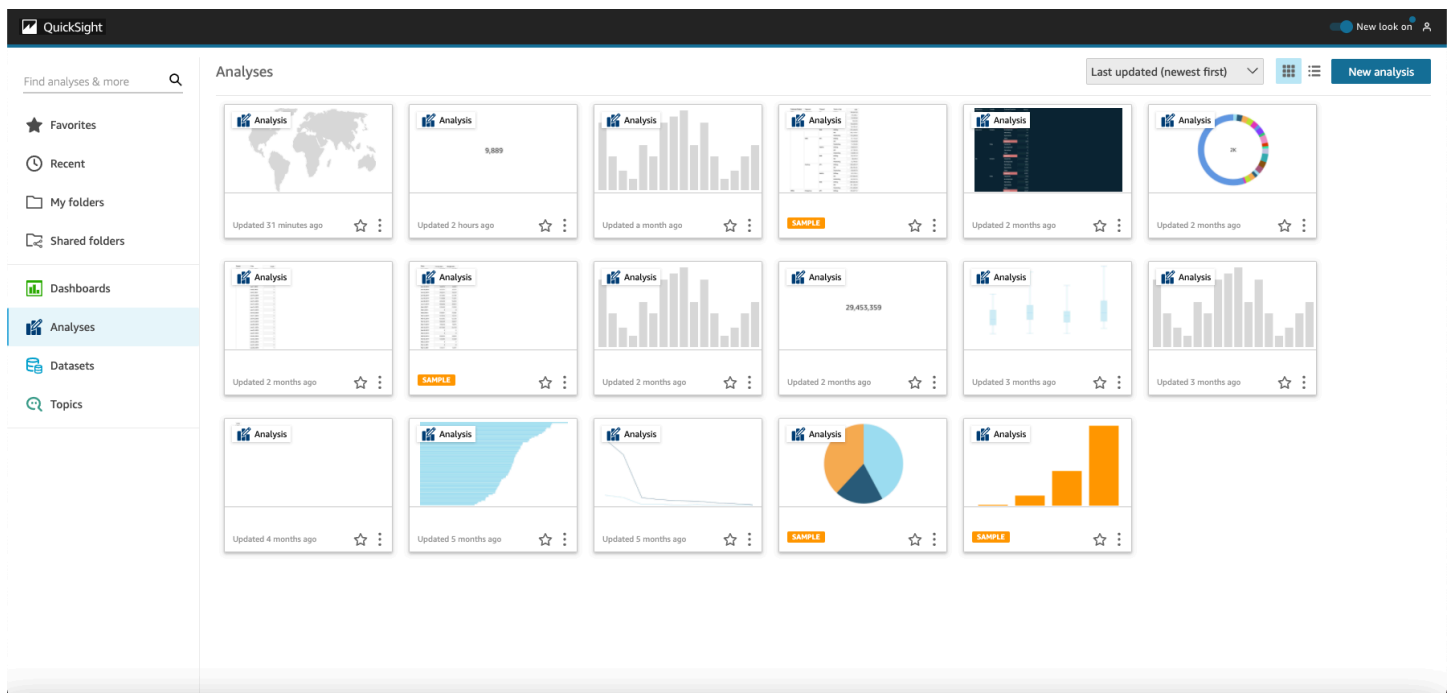 QuickSight
New look on
Find analyses & more
Favorites
Recent
My folders
Shared folders
Dashboards
Analyses
Datasets
Topics
Analyses
Last updated (newest first)
New analysis
Analysis
Updated 31 minutes ago
Analysis
9,889
Updated 2 hours ago
Analysis
Updated a month ago
Analysis
SAMPLE
Analysis
Updated 2 months ago
Analysis
2K
Updated 2 months ago
Analysis
Updated 2 months ago
Analysis
SAMPLE
Analysis
Updated 2 months ago
Analysis
29,453,359
Updated 2 months ago
Analysis
Updated 3 months ago
Analysis
Updated 3 months ago
Analysis
Updated 4 months ago
Analysis
Updated 5 months ago
Analysis
Updated 5 months ago
Analysis
SAMPLE
Analysis
SAMPLE